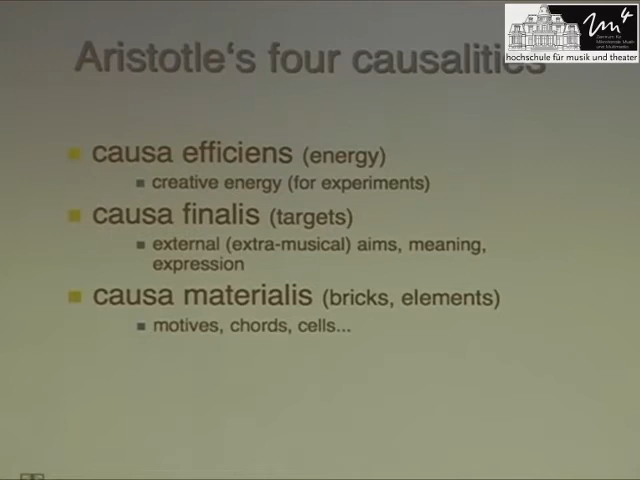 Aristotle's four causalities
hochschule für musik und theater
causa efficiens (energy)
creative energy (for experiments)
causa finalis (targets)
external (extra-musical) aims, meaning,
expression
causa materialis (bricks, elements)
motives, chords, cells...